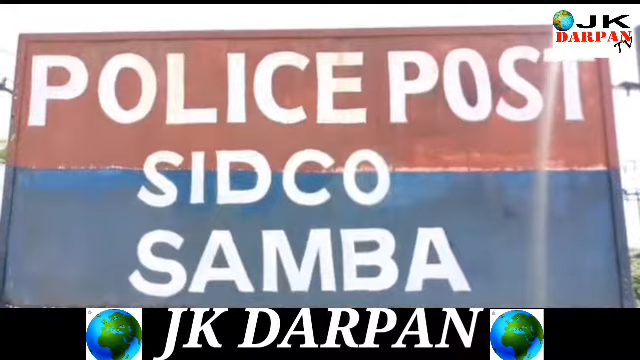 JK
DARPAN
TV
POLICE POST
SIDCO
SAMBA
JK DARPAN